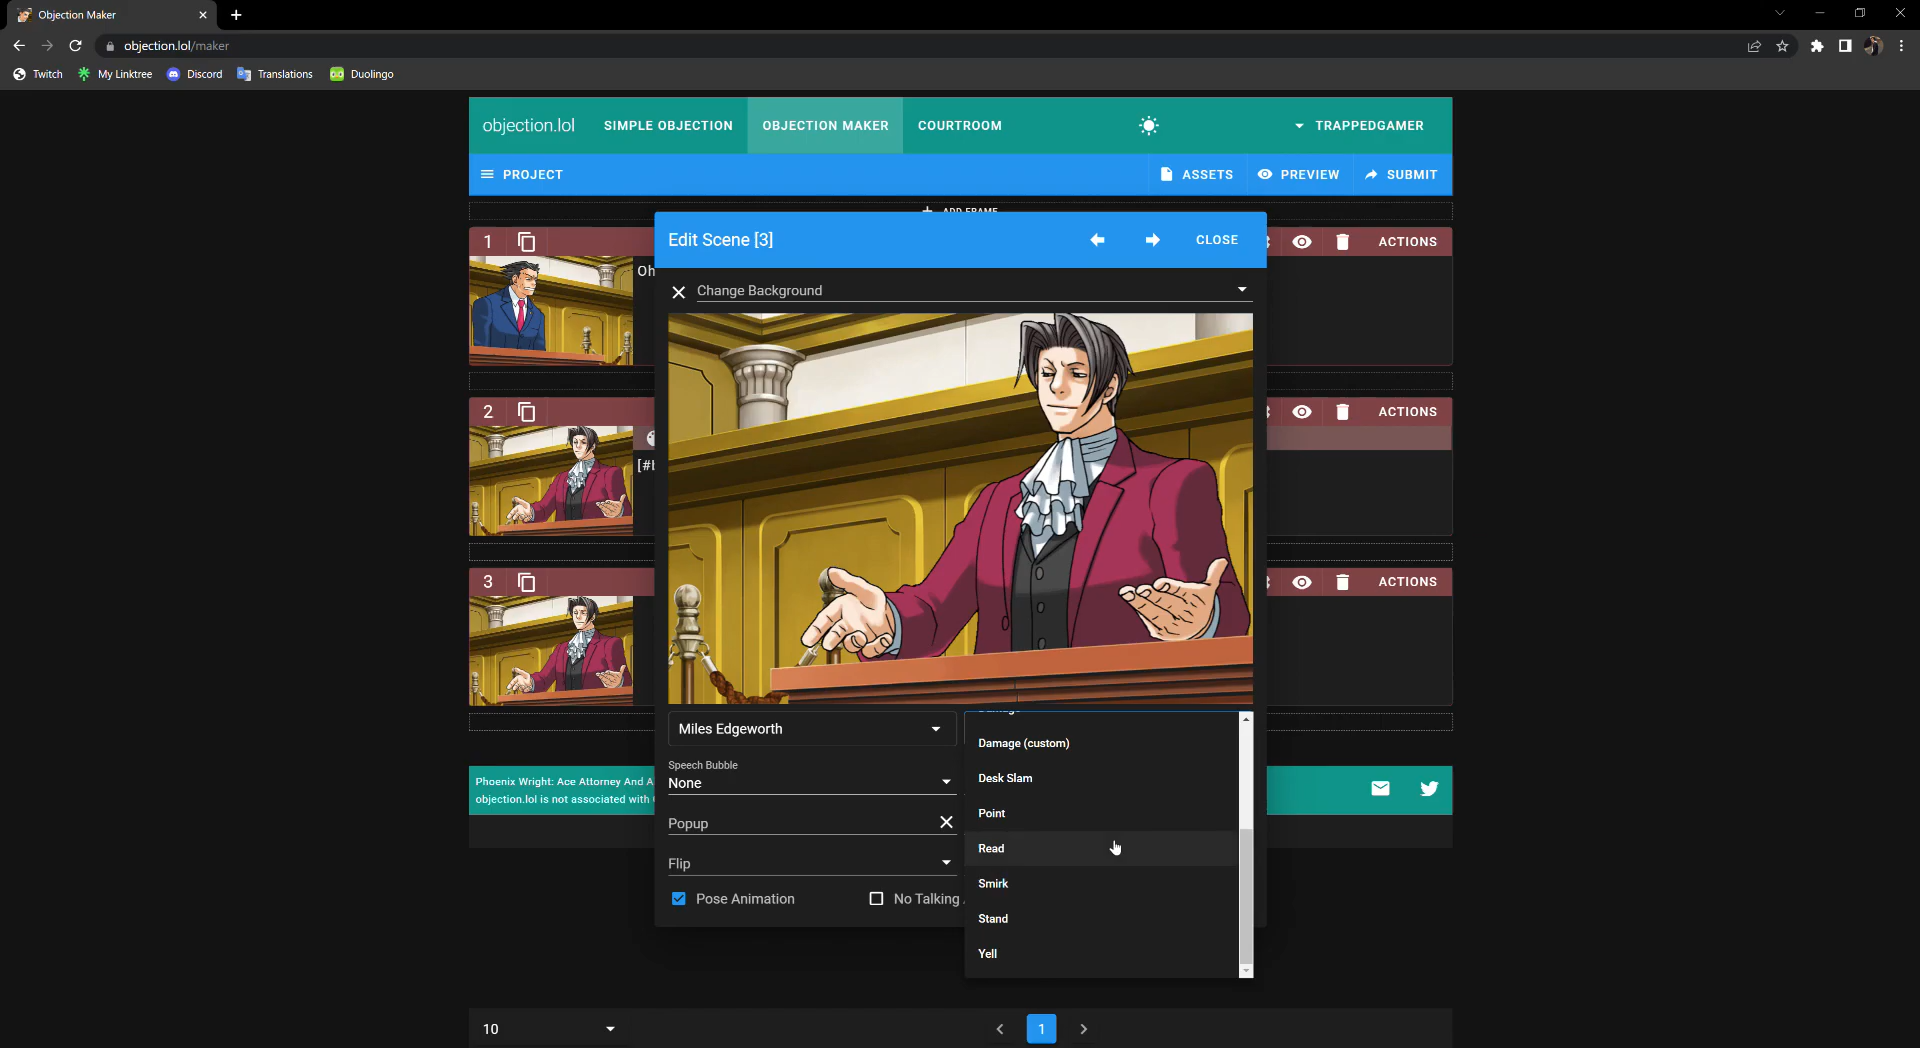 Objection Maker
objection.lol/maker
Twitch My Linktree Discord Translations Duolingo
objection.lol SIMPLE OBJECTION OBJECTION MAKER COURTROOM TRAPPEDGAMER
PROJECT ASSETS PREVIEW SUBMIT
ADD FRAME
Edit Scene [3] CLOSE
1 ACTIONS
Oh
Change Background
2 ACTIONS
3 ACTIONS
Miles Edgeworth
Damage (custom)
Speech Bubble
None
Desk Slam
Phoenix Wright: Ace Attorney And A
objection.lol is not associated with
Point
Popup
Read
Flip
Smirk
Pose Animation No Talking
Stand
Yell
10 1